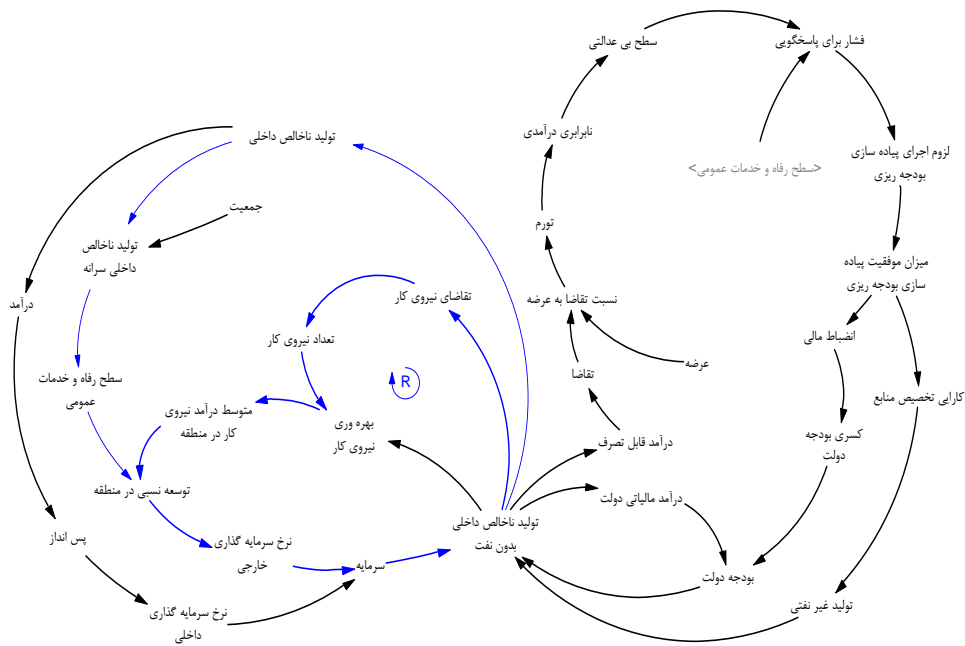 سطح بی عدالتی
فشار برای پاسخگویی
نابرابری درآمدی
تولید ناخالص داخلی
لزوم اجرای پیاده سازی
بودجه ریزی
<سطح رفاه و خدمات عمومی>
جمعیت
تورم
تولید ناخالص
داخلی سرانه
میزان موفقیت پیاده
سازی بودجه ریزی
درآمد
تقاضای نیروی کار
نسبت تقاضا به عرضه
تعداد نیروی کار
انضباط مالی
عرضه
تقاضا
R
سطح رفاه و خدمات
عمومی
کارایی تخصیص منابع
متوسط درآمد نیروی
کار در منطقه
بهره وری
نیروی کار
درآمد قابل تصرف
کسری بودجه
دولت
توسعه نسبی در منطقه
درآمد مالیاتی دولت
تولید ناخالص داخلی
بدون نفت
پس انداز
نرخ سرمایه گذاری
خارجی
سرمایه
بودجه دولت
نرخ سرمایه گذاری
داخلی
تولید غیر نفتی